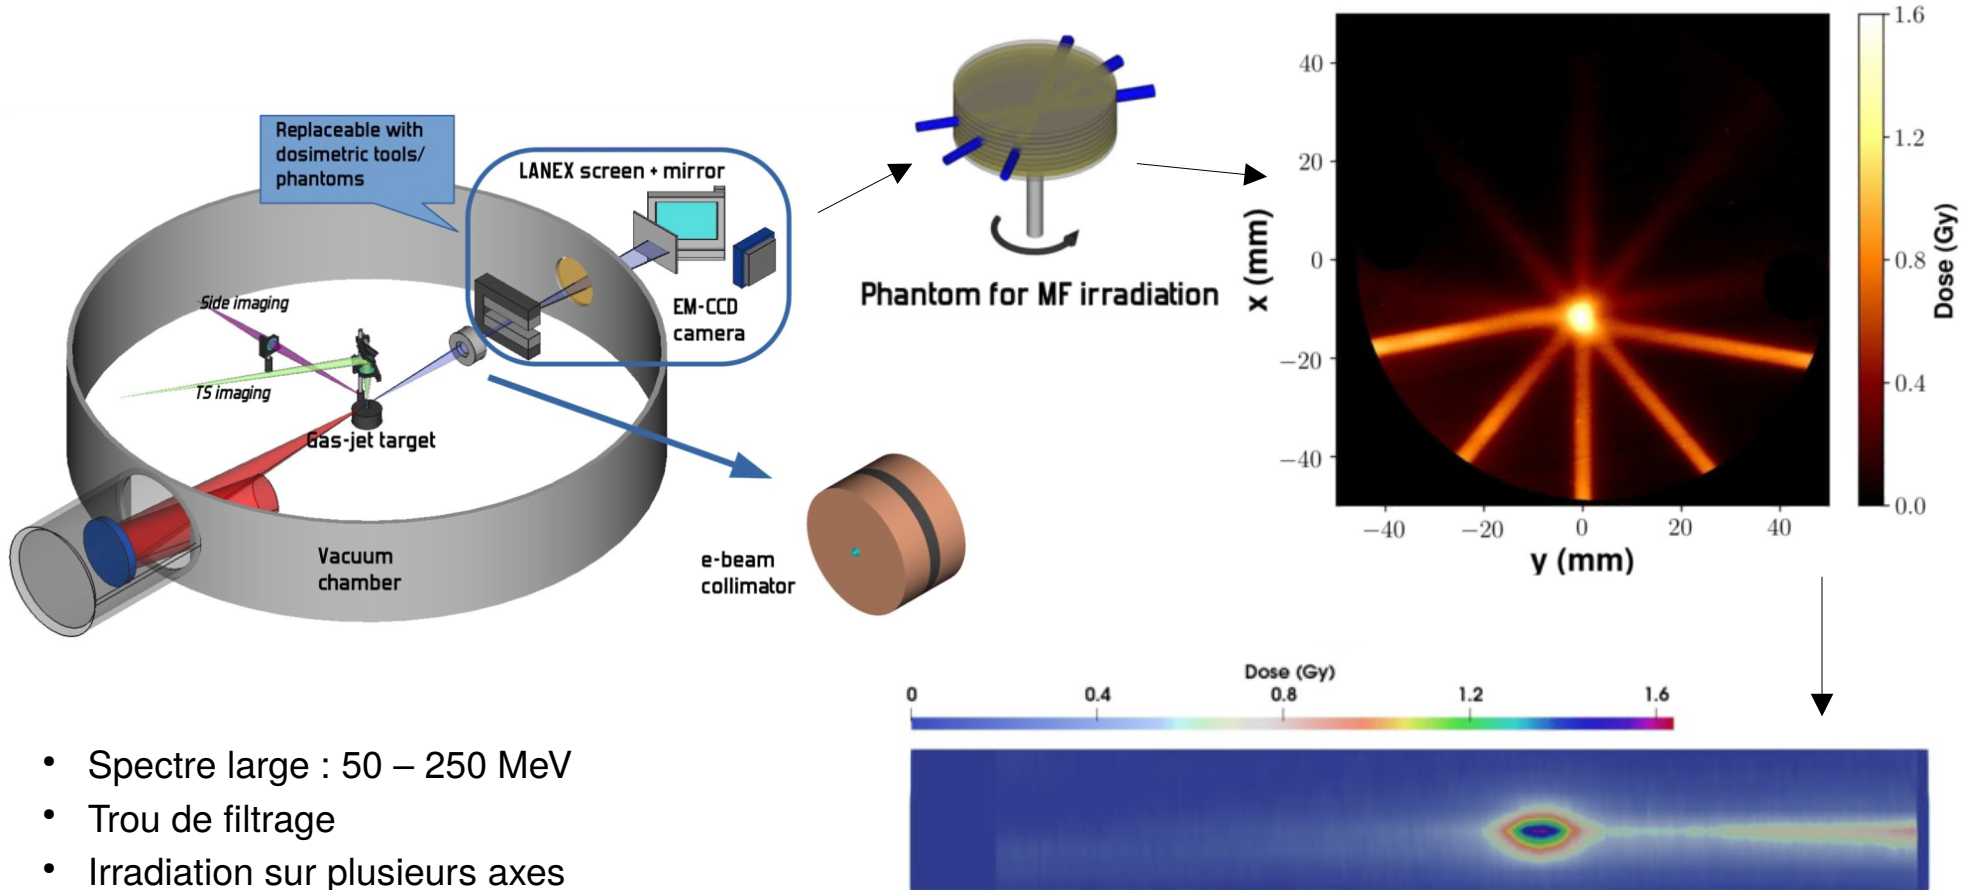 Replaceable with
dosimetric tools/
phantoms
LANEX screen + mirror
EM-CCD
camera
Side imaging
TS imaging
Gas-jet target
Vacuum
chamber
e-beam
collimator
Phantom for MF irradiation
x (mm)
40
20
0
−20
−40
−40
−20
0
20
40
y (mm)
1.6
1.2
0.8
0.4
0.0
Dose (Gy)
Dose (Gy)
0 0.4 0.8 1.2 1.6
• Spectre large : 50 – 250 MeV
• Trou de filtrage
• Irradiation sur plusieurs axes